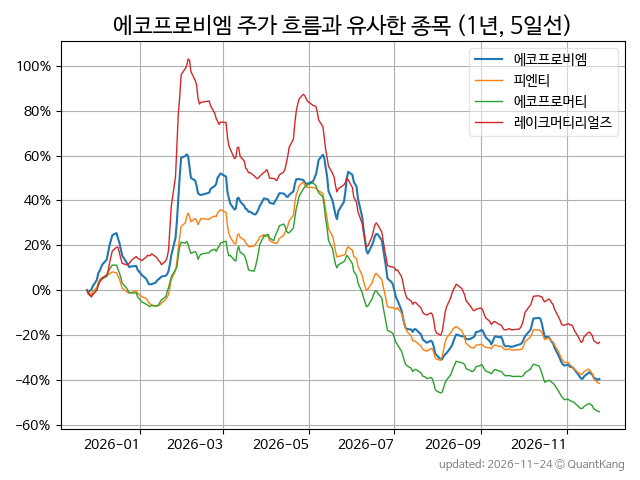 에코프로비엠 주가 흐름과 유사한 종목 (1년, 5일선)
에코프로비엠
피엔티
에코프로머티
레이크머티리얼즈
100%
80%
60%
40%
20%
0%
−20%
−40%
−60%
2026-01
2026-03
2026-05
2026-07
2026-09
2026-11
updated: 2026-11-24 © QuantKang